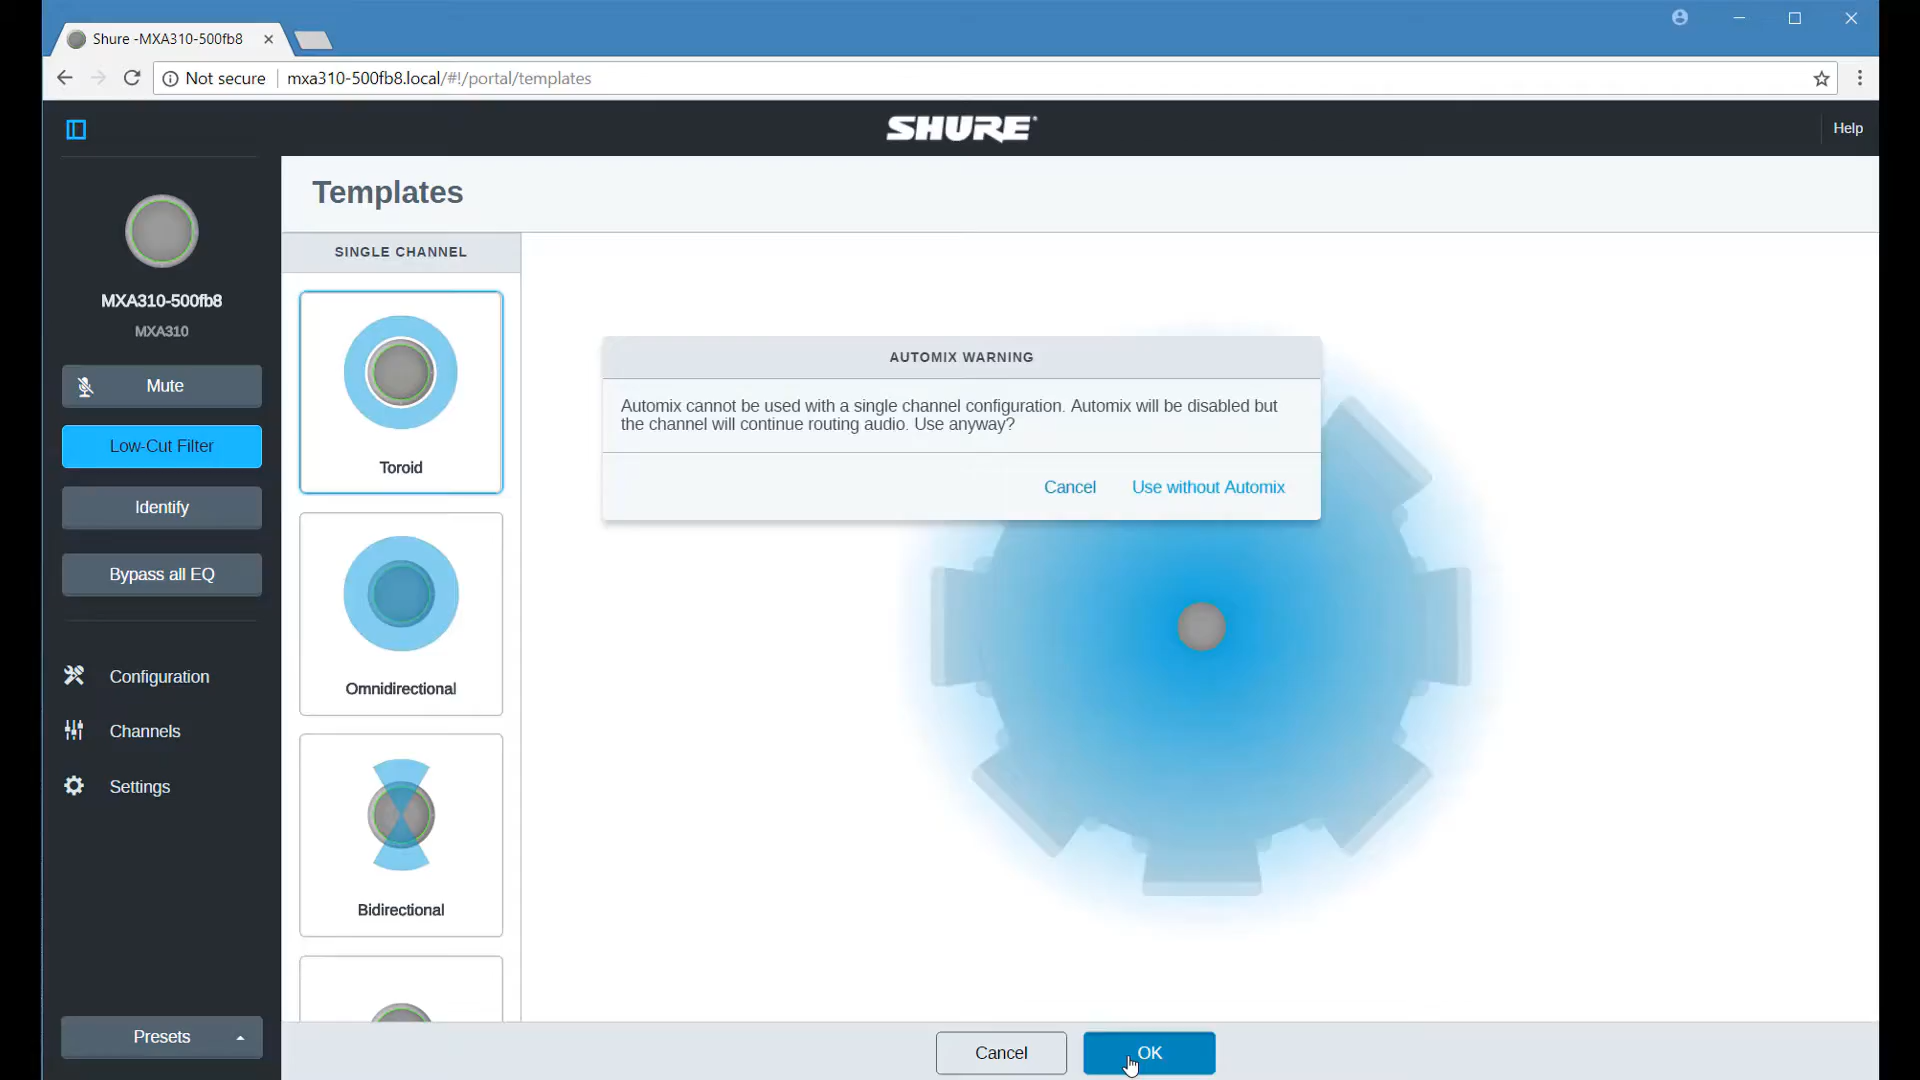 Shure -MXA310-500fb8
Not secure
mxa310-500fb8.local/#!/portal/templates
SHURE
Help
MXA310-500fb8
MXA310
Mute
Low-Cut Filter
Identify
Bypass all EQ
Configuration
Channels
Settings
Presets
Templates
SINGLE CHANNEL
Toroid
Omnidirectional
Bidirectional
AUTOMIX WARNING
Automix cannot be used with a single channel configuration. Automix will be disabled but
the channel will continue routing audio. Use anyway?
Cancel
Use without Automix
Cancel
OK